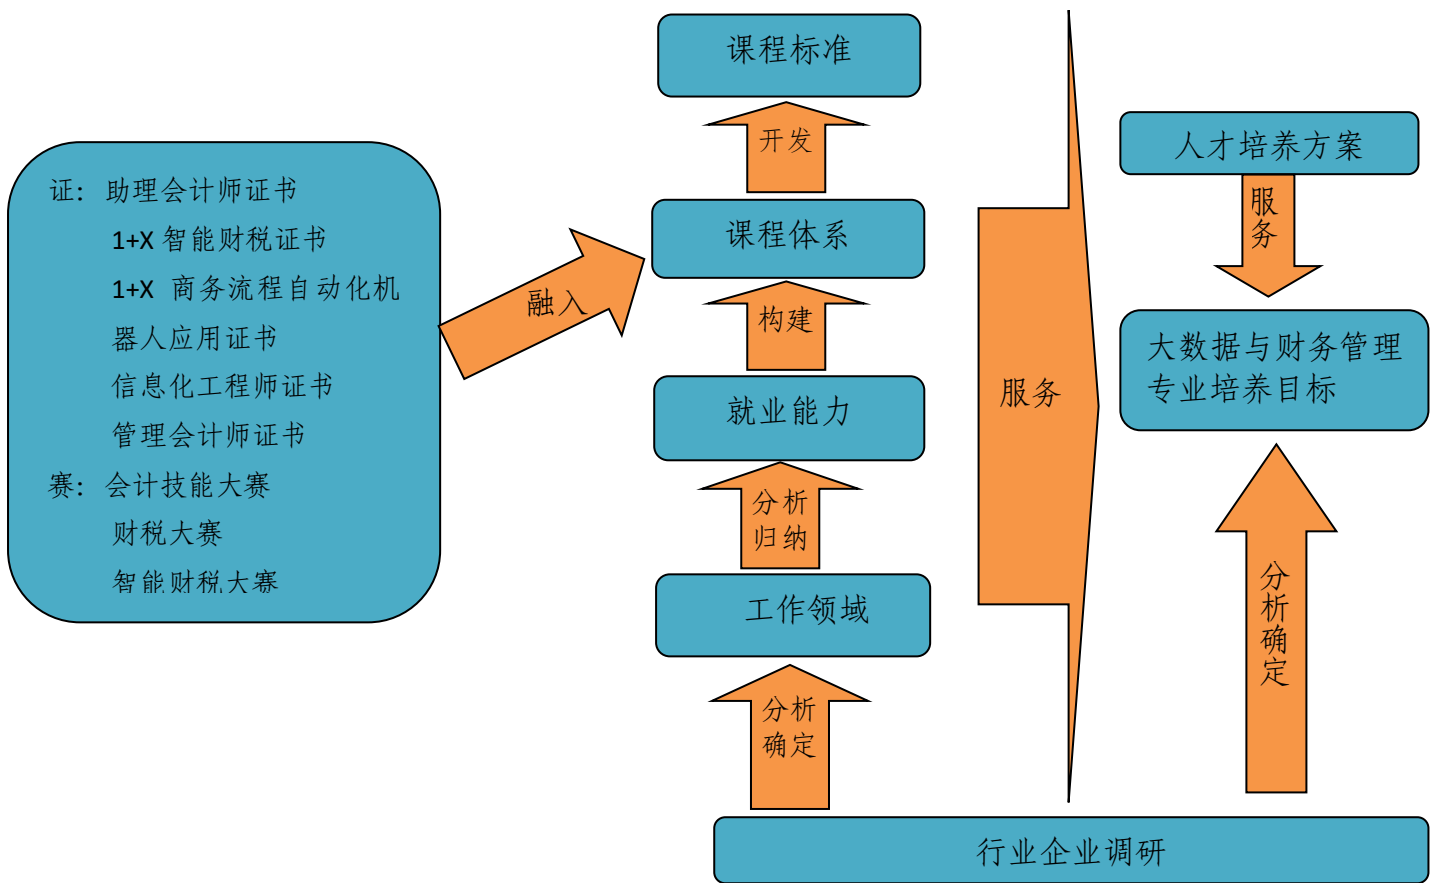 证：助理会计师证书
1+X 智能财税证书
1+X 商务流程自动化机
器人应用证书
信息化工程师证书
管理会计师证书
赛：会计技能大赛
财税大赛
智能财税大赛
融入
课程标准
开发
课程体系
构建
就业能力
分析
归纳
工作领域
分析
确定
服务
人才培养方案
服务
大数据与财务管理
专业培养目标
分析确定
行业企业调研